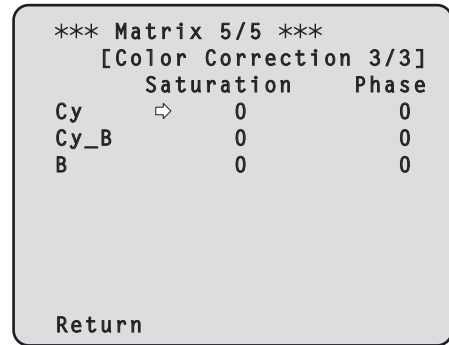 *** Matrix 5/5 ***
[Color Correction 3/3]
Saturation Phase
Cy ⇨ 0 0
Cy_B 0 0
B 0 0
Return